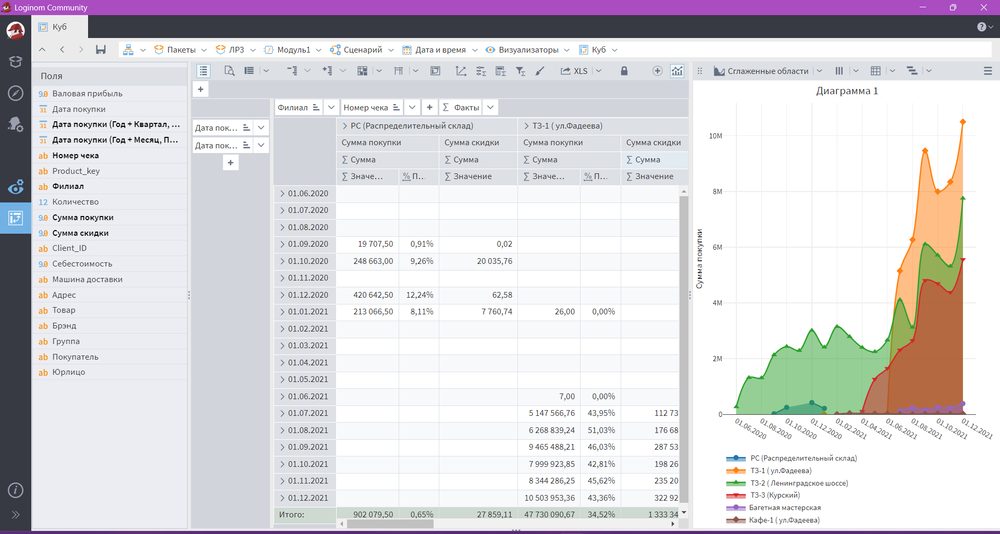 Loginom Community
Куб
Пакеты ЛР3 Модуль1 Сценарий Дата и время Визуализаторы Куб
Поля
9.0 Валовая прибыль
31 Дата покупки
31 Дата покупки (Год + Квартал, ...
31 Дата покупки (Год + Месяц, П...
ab Номер чека
ab Product_key
ab Филиал
12 Количество
9.0 Сумма покупки
9.0 Сумма скидки
ab Client_ID
9.0 Себестоимость
ab Машина доставки
ab Адрес
ab Товар
ab Брэнд
ab Группа
ab Покупатель
ab Юрлицо
XLS
+
Филиал Номер чека + Σ Факты
Дата пок...
Дата пок...
+
РС (Распределительный склад) ТЗ-1 ( ул.Фадеева)
Сумма покупки Сумма скидки Сумма покупки Сумма скидки
Σ Сумма Σ Сумма Σ Сумма Σ Сумма
Σ Значе... % П... Σ Значение Σ Значе... % П... Σ Значение
01.06.2020
01.07.2020
01.08.2020
01.09.2020 19 707,50 0,91% 0,02
01.10.2020 248 663,00 9,26% 20 035,76
01.11.2020
01.12.2020 420 642,50 12,24% 62,58
01.01.2021 213 066,50 8,11% 7 760,74 26,00 0,00%
01.02.2021
01.03.2021
01.04.2021
01.05.2021
01.06.2021 7,00 0,00%
01.07.2021 5 147 566,76 43,95% 112 73
01.08.2021 6 268 839,24 51,03% 176 68
01.09.2021 9 465 488,21 46,03% 287 53
01.10.2021 7 999 923,85 42,81% 198 26
01.11.2021 8 344 286,25 45,62% 235 20
01.12.2021 10 503 953,36 43,36% 322 92
Итого: 902 079,50 0,65% 27 859,11 47 730 090,67 34,52% 1 333 34
Сглаженные области
Диаграмма 1
Сумма покупки
10M
8M
6M
4M
2M
0
01.06.2020 01.08.2020 01.10.2020 01.12.2020 01.02.2021 01.04.2021 01.06.2021 01.08.2021 01.10.2021 01.12.2021
РС (Распределительный склад)
ТЗ-1 ( ул.Фадеева)
ТЗ-2 ( Ленинградское шоссе)
ТЗ-3 (Курский)
Багетная мастерская
Кафе-1 ( ул.Фадеева)